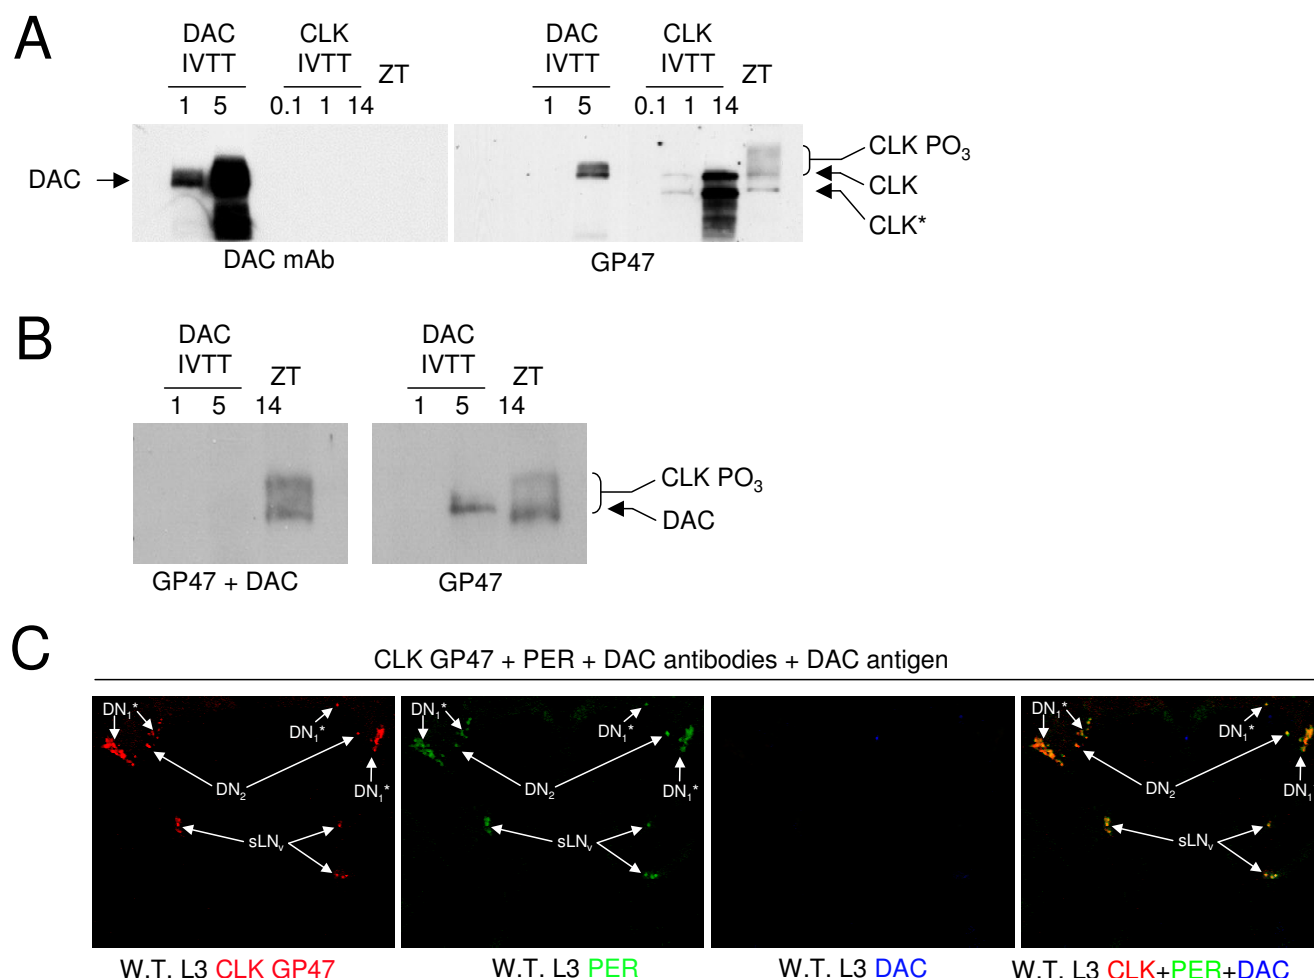 A
DAC IVTT
CLK IVTT
ZT
1 5 0.1 1 14
DAC IVTT
CLK IVTT
ZT
1 5 0.1 1 14
DAC
CLK PO3
CLK
CLK*
DAC mAb
GP47
B
DAC IVTT
ZT
1 5 14
DAC IVTT
ZT
1 5 14
CLK PO3
DAC
GP47 + DAC
GP47
C
CLK GP47 + PER + DAC antibodies + DAC antigen
DN1*
DN1*
DN2
DN1*
sLNv
DN1*
DN1*
DN2
DN1*
sLNv
DN1*
DN1*
DN2
DN1
sLNv
W.T. L3 CLK GP47
W.T. L3 PER
W.T. L3 DAC
W.T. L3 CLK+PER+DAC